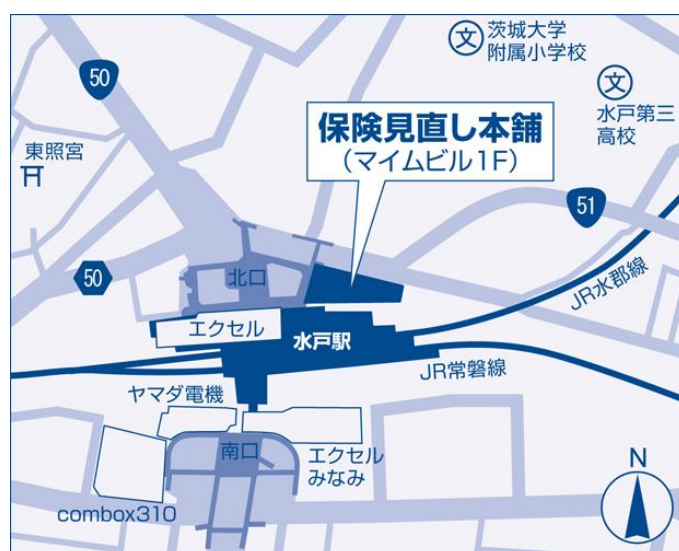 文 茨城大学
附属小学校
50
文
水戸第三
高校
保険見直し本舗
（マイムビル1F）
東照宮
51
50
北口
JR水郡線
エクセル
水戸駅
JR常磐線
ヤマダ電機
南口
エクセル
みなみ
N
combox310